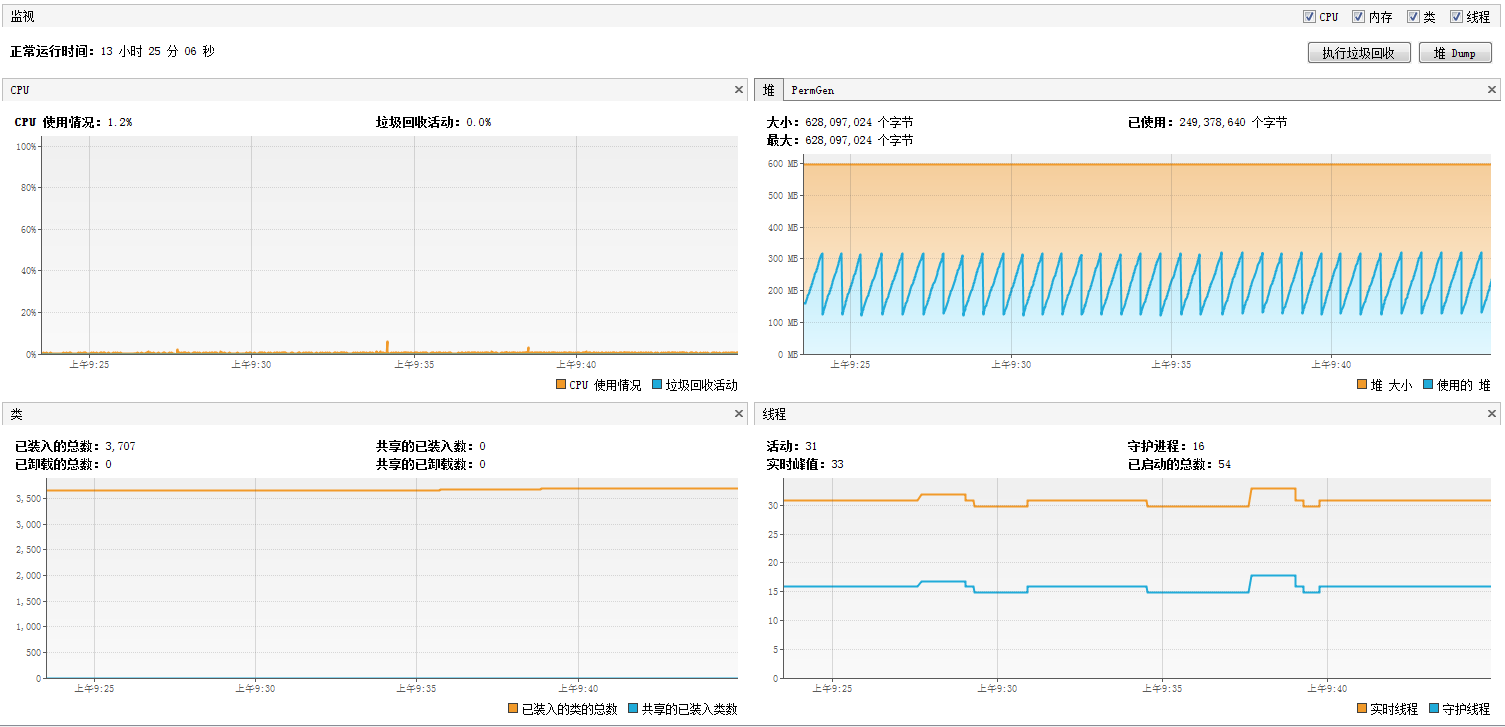 监视
CPU 内存 类 线程
正常运行时间: 13 小时 25 分 06 秒
执行垃圾回收 堆 Dump
CPU
CPU 使用情况: 1.2% 垃圾回收活动: 0.0%
100%
80%
60%
40%
20%
0%
上午9:25 上午9:30 上午9:35 上午9:40
CPU 使用情况 垃圾回收活动
堆 PermGen
大小: 628,097,024 个字节 已使用: 249,378,640 个字节
最大: 628,097,024 个字节
600 MB
500 MB
400 MB
300 MB
200 MB
100 MB
0 MB
上午9:25 上午9:30 上午9:35 上午9:40
堆 大小 使用的 堆
类
已装入的总数: 3,707 共享的已装入数: 0
已卸载的总数: 0 共享的已卸载数: 0
3,500
3,000
2,500
2,000
1,500
1,000
500
0
上午9:25 上午9:30 上午9:35 上午9:40
已装入的类的总数 共享的已装入类数
线程
活动: 31 守护进程: 16
实时峰值: 33 已启动的总数: 54
30
25
20
15
10
5
0
上午9:25 上午9:30 上午9:35 上午9:40
实时线程 守护线程